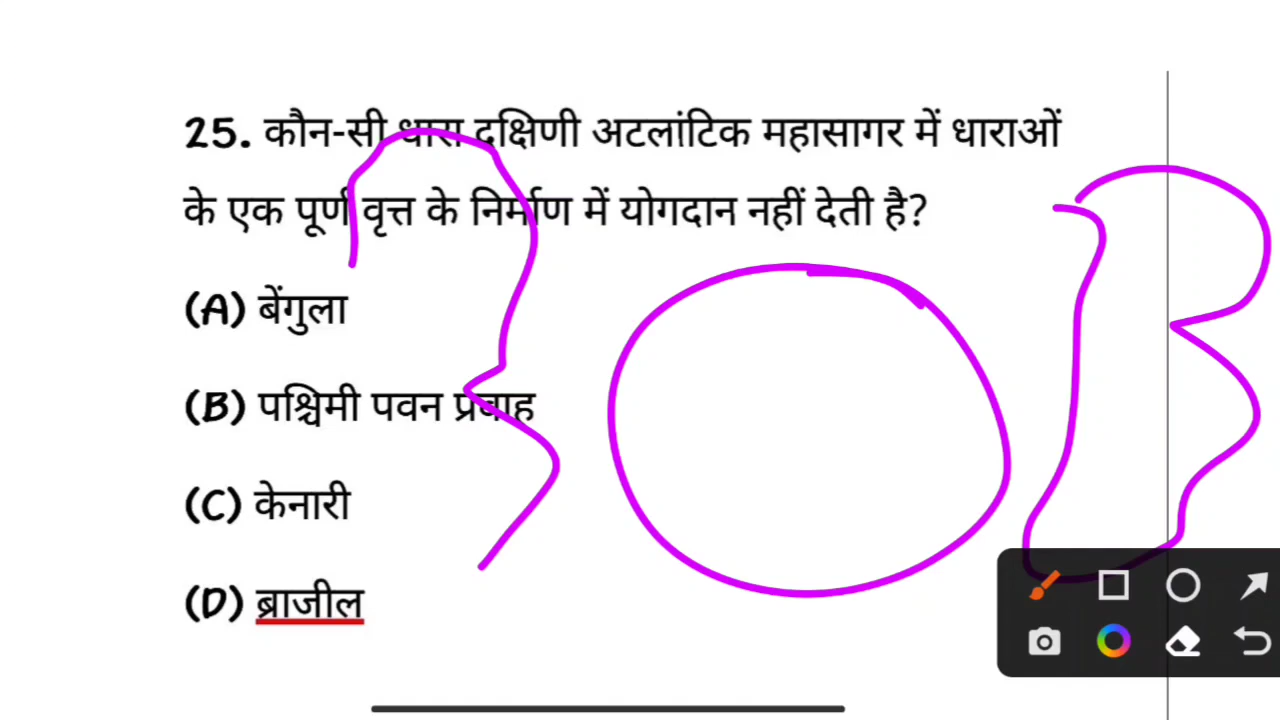 25. कौन-सी धारा दक्षिणी अटलांटिक महासागर में धाराओं
के एक पूर्ण वृत्त के निर्माण में योगदान नहीं देती है?
(A) बेंगुला
(B) पश्चिमी पवन प्रवाह
(C) केनारी
(D) ब्राजील